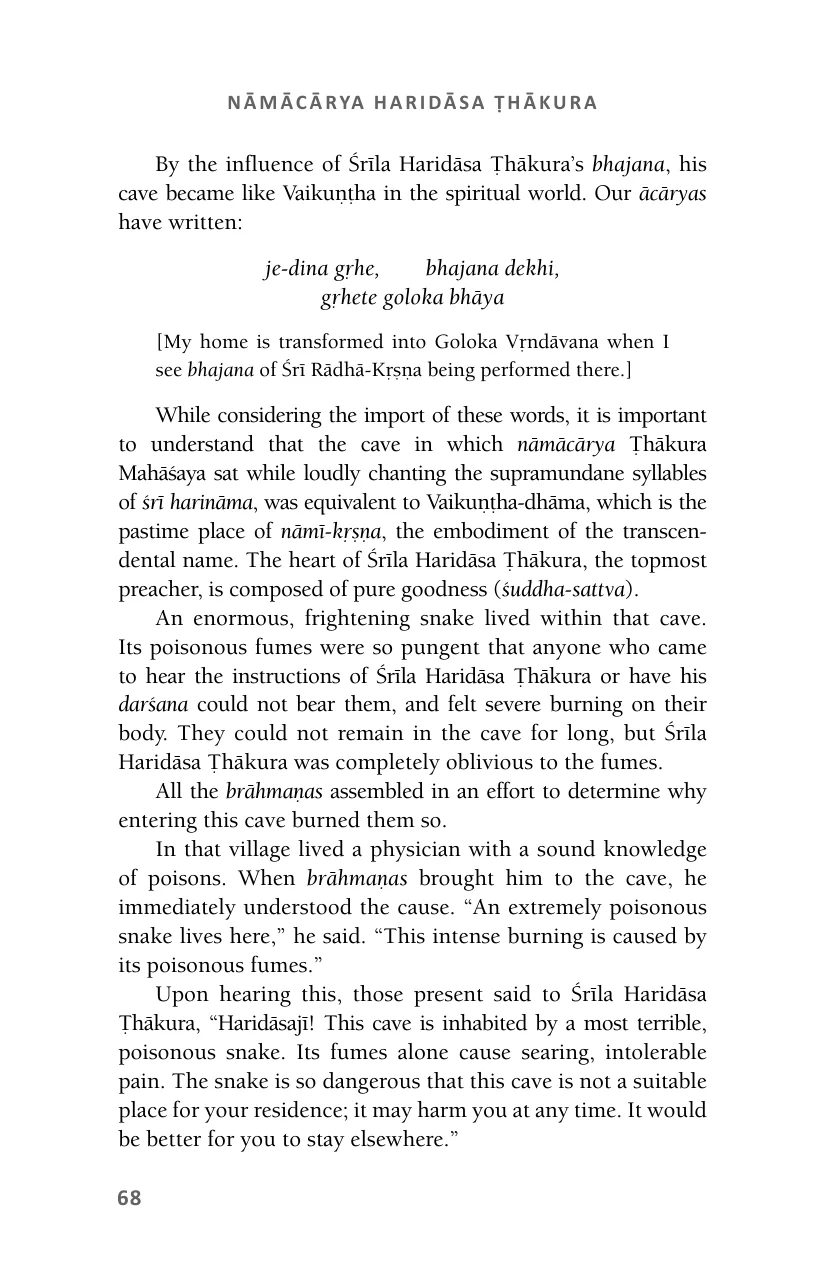 NĀMĀCĀRYA HARIDĀSA ṬHĀKURA
By the influence of Śrīla Haridāsa Ṭhākura’s bhajana, his
cave became like Vaikuṇṭha in the spiritual world. Our ācāryas
have written:
je-dina gṛhe, bhajana dekhi,
gṛhete goloka bhāya
[My home is transformed into Goloka Vṛndāvana when I
see bhajana of Śrī Rādhā-Kṛṣṇa being performed there.]
While considering the import of these words, it is important
to understand that the cave in which nāmācārya Ṭhākura
Mahāśaya sat while loudly chanting the supramundane syllables
of śrī harināma, was equivalent to Vaikuṇṭha-dhāma, which is the
pastime place of nāmī-kṛṣṇa, the embodiment of the transcen-
dental name. The heart of Śrīla Haridāsa Ṭhākura, the topmost
preacher, is composed of pure goodness (śuddha-sattva).
An enormous, frightening snake lived within that cave.
Its poisonous fumes were so pungent that anyone who came
to hear the instructions of Śrīla Haridāsa Ṭhākura or have his
darśana could not bear them, and felt severe burning on their
body. They could not remain in the cave for long, but Śrīla
Haridāsa Ṭhākura was completely oblivious to the fumes.
All the brāhmaṇas assembled in an effort to determine why
entering this cave burned them so.
In that village lived a physician with a sound knowledge
of poisons. When brāhmaṇas brought him to the cave, he
immediately understood the cause. “An extremely poisonous
snake lives here,” he said. “This intense burning is caused by
its poisonous fumes.”
Upon hearing this, those present said to Śrīla Haridāsa
Ṭhākura, “Haridāsajī! This cave is inhabited by a most terrible,
poisonous snake. Its fumes alone cause searing, intolerable
pain. The snake is so dangerous that this cave is not a suitable
place for your residence; it may harm you at any time. It would
be better for you to stay elsewhere.”
68